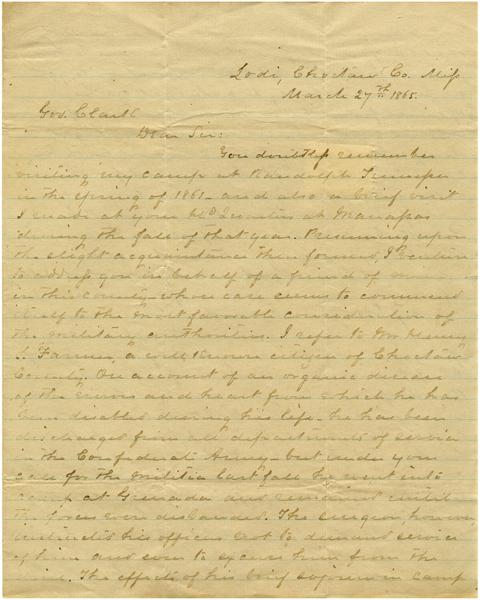 Lodi, Choctaw Co. Miss
March 27th 1865.
Gov. Clark
Dear Sir:
You doubtless remember
visiting my camp at Randolph Tennessee
in the Spring of 1861 - and also a brief visit
I made at your Hd Quarters at Manassas
during the fall of that year. Presuming upon
the slight acquaintance then formed, I venture
to address you in behalf of a friend of mine
in this county, whose case seems to commend
itself to the most favorable consideration of
the military authorities. I refer to Mr Henry
Farmer, a well known citizen of Choctaw
County. On account of an organic disease
of the and heart from which he has
been disabled during his life, he has been
discharged from all departments of service
in the Confederate Army - but under your
call for the Militia last fall he went into
camp at Grenada and remained until
the forces were disbanded. The surgeon, however
instructed his officers not to demand service
of him and even to excuse him from the
The effects of his brief sojourn in camp